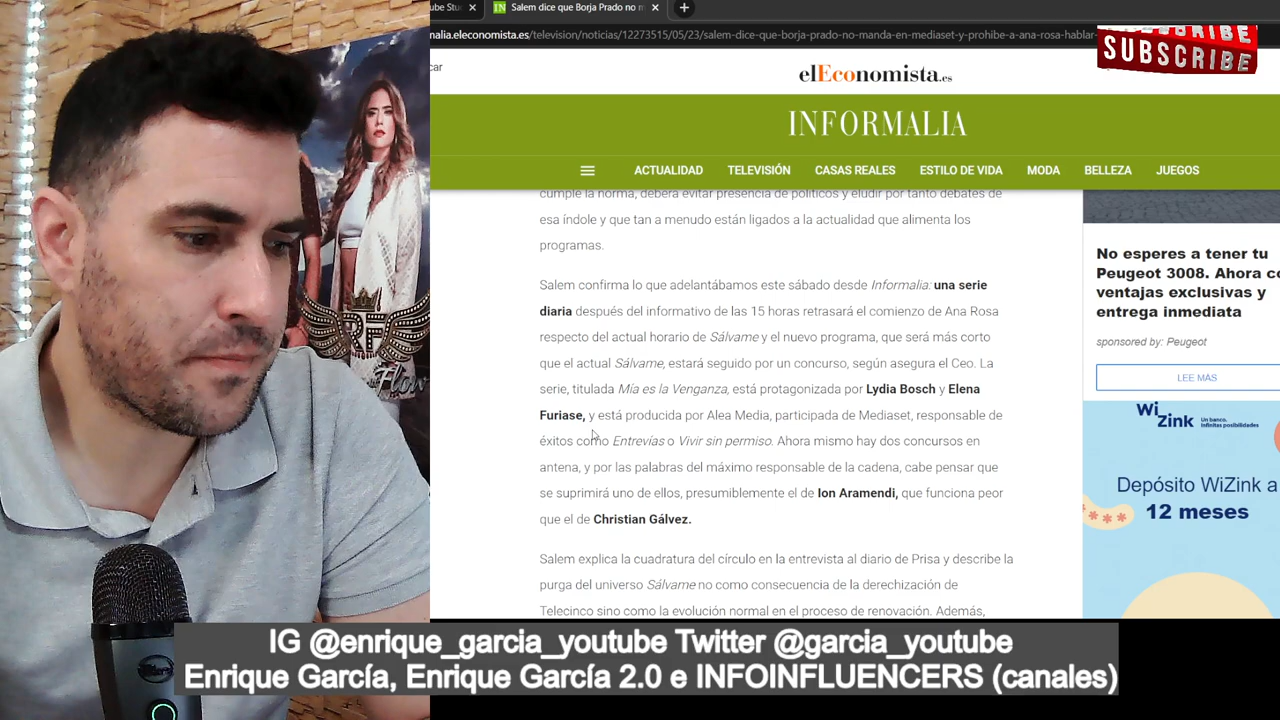 ube Stu
Salem dice que Borja Prado no m
nalia.eleconomista.es/television/noticias/12273515/05/23/salem-dice-que-borja-prado-no-manda-en-mediaset-y-prohibe-a-ana-rosa-hablar-
SUBSCRIBE
car
elEconomista.es
INFORMALIA
ACTUALIDAD TELEVISIÓN CASAS REALES ESTILO DE VIDA MODA BELLEZA JUEGOS
cumple la norma, deberá evitar presencia de políticos y eludir por tanto debates de
esa índole y que tan a menudo están ligados a la actualidad que alimenta los
programas.
Salem confirma lo que adelantábamos este sábado desde Informalia: una serie
diaria después del informativo de las 15 horas retrasará el comienzo de Ana Rosa
respecto del actual horario de Sálvame y el nuevo programa, que será más corto
que el actual Sálvame, estará seguido por un concurso, según asegura el Ceo. La
serie, titulada Mía es la Venganza, está protagonizada por Lydia Bosch y Elena
Furiase, y está producida por Alea Media, participada de Mediaset, responsable de
éxitos como Entrevías o Vivir sin permiso. Ahora mismo hay dos concursos en
antena, y por las palabras del máximo responsable de la cadena, cabe pensar que
se suprimirá uno de ellos, presumiblemente el de Ion Aramendi, que funciona peor
que el de Christian Gálvez.
Salem explica la cuadratura del círculo en la entrevista al diario de Prisa y describe la
purga del universo Sálvame no como consecuencia de la derechización de
Telecinco sino como la evolución normal en el proceso de renovación. Además,
No esperes a tener tu
Peugeot 3008. Ahora co
ventajas exclusivas y
entrega inmediata
sponsored by: Peugeot
LEE MÁS
WiZink
Un banco.
Infinitas posibilidades.
Depósito WiZink a
12 meses
RF
Flow
IG @enrique_garcia_youtube Twitter @garcia_youtube
Enrique García, Enrique García 2.0 e INFOINFLUENCERS (canales)